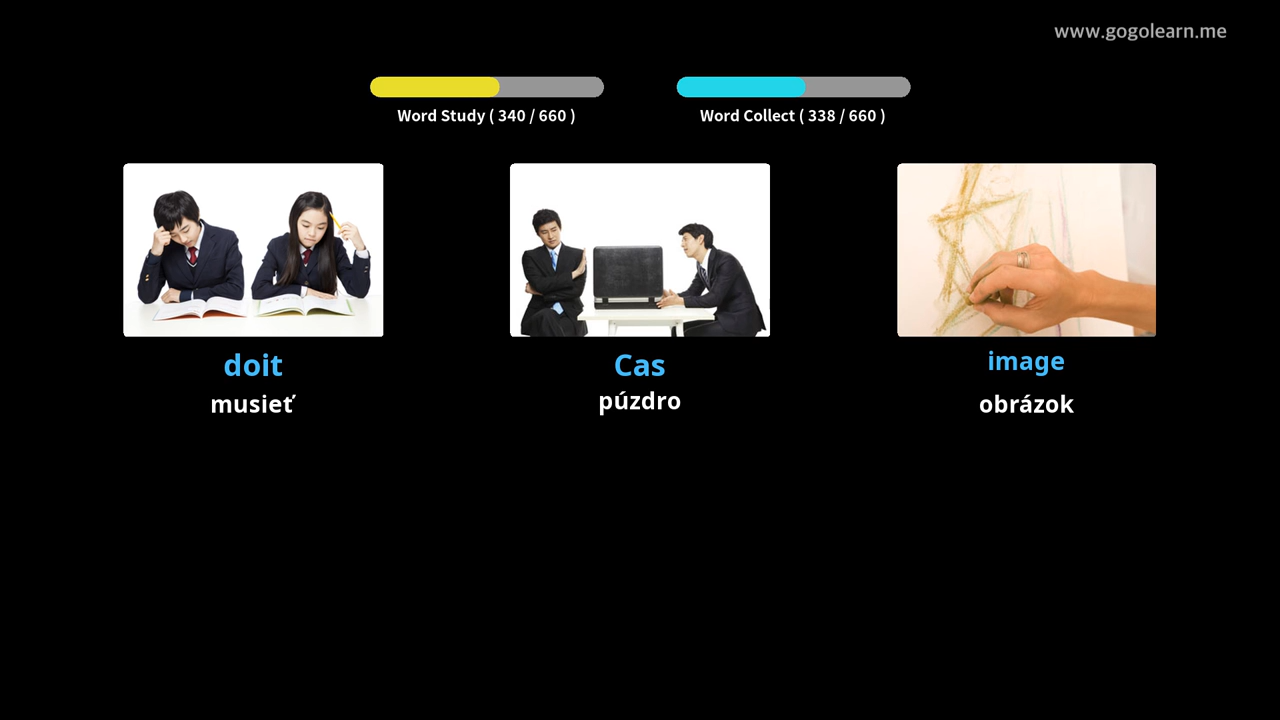 www.gogolearn.me
Word Study ( 340 / 660 )
Word Collect ( 338 / 660 )
doit
musieť
Cas
púzdro
image
obrázok